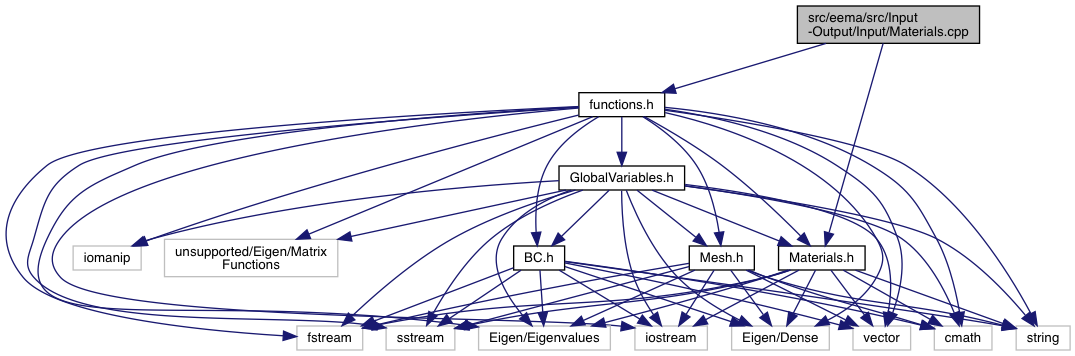 src/eema/src/Input
-Output/Input/Materials.cpp
functions.h
GlobalVariables.h
iomanip
unsupported/Eigen/Matrix
Functions
BC.h
Mesh.h
Materials.h
fstream
sstream
Eigen/Eigenvalues
iostream
Eigen/Dense
vector
cmath
string